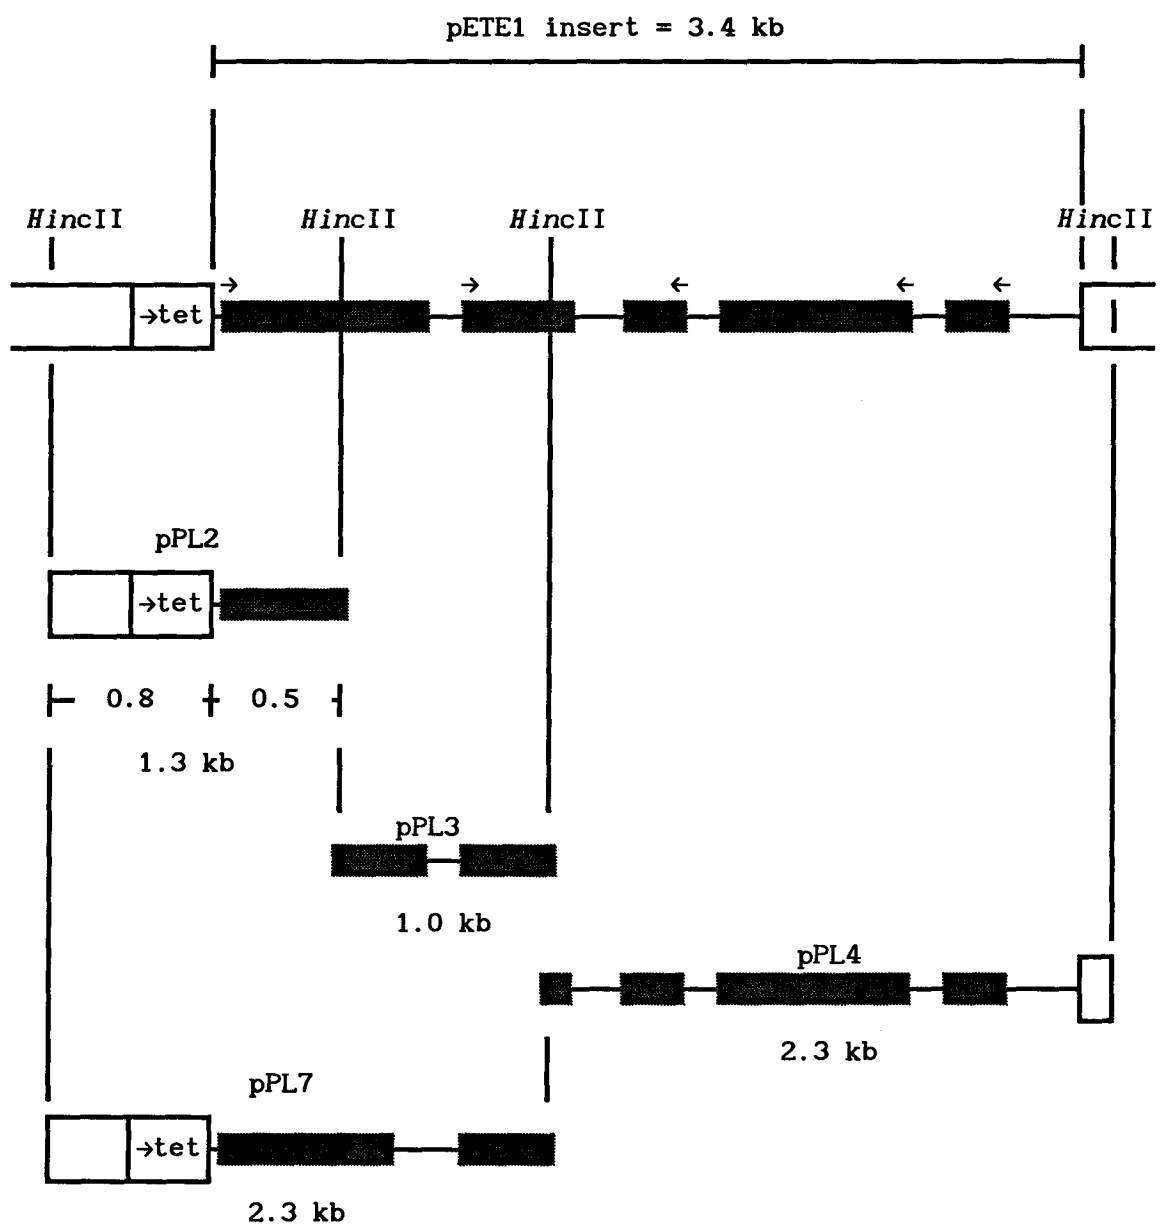 pETE1 insert = 3.4 kb
HincII HincII HincII HincII
→tet
pPL2
→tet
0.8 0.5
1.3 kb
pPL3
1.0 kb
pPL4
2.3 kb
pPL7
→tet
2.3 kb